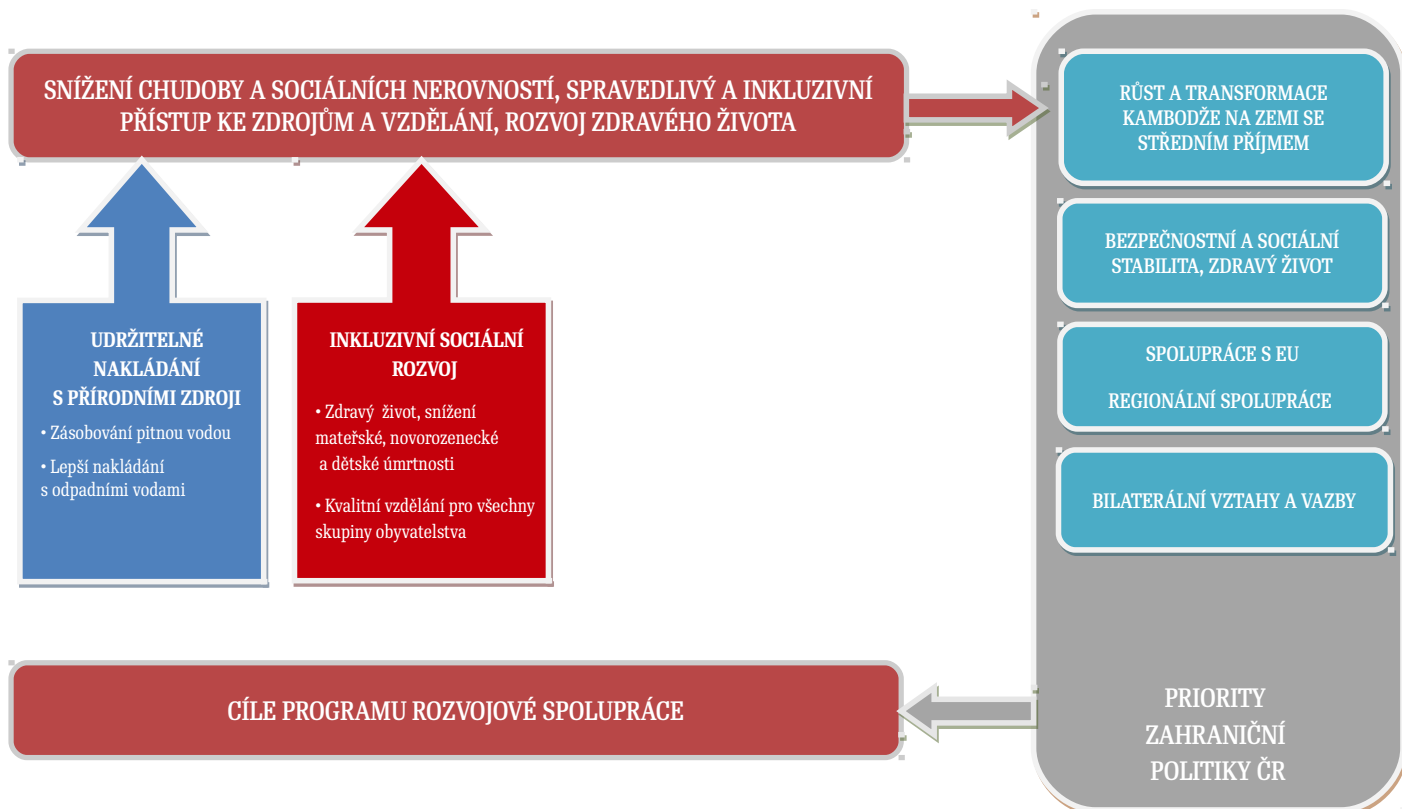 SNÍŽENÍ CHUDOBY A SOCIÁLNÍCH NEROVNOSTÍ, SPRAVEDLIVÝ A INKLUZIVNÍ
PŘÍSTUP KE ZDROJŮM A VZDĚLÁNÍ, ROZVOJ ZDRAVÉHO ŽIVOTA
UDRŽITELNÉ
NAKLÁDÁNÍ
S PŘÍRODNÍMI ZDROJI
• Zásobování pitnou vodou
• Lepší nakládání
s odpadními vodami
INKLUZIVNÍ SOCIÁLNÍ
ROZVOJ
• Zdravý život, snížení
mateřské, novorozenecké
a dětské úmrtnosti
• Kvalitní vzdělání pro všechny
skupiny obyvatelstva
CÍLE PROGRAMU ROZVOJOVÉ SPOLUPRÁCE
RŮST A TRANSFORMACE
KAMBODŽE NA ZEMI SE
STŘEDNÍM PŘÍJMEM
BEZPEČNOSTNÍ A SOCIÁLNÍ
STABILITA, ZDRAVÝ ŽIVOT
SPOLUPRÁCE S EU
REGIONÁLNÍ SPOLUPRÁCE
BILATERÁLNÍ VZTAHY A VAZBY
PRIORITY
ZAHRANIČNÍ
POLITIKY ČR